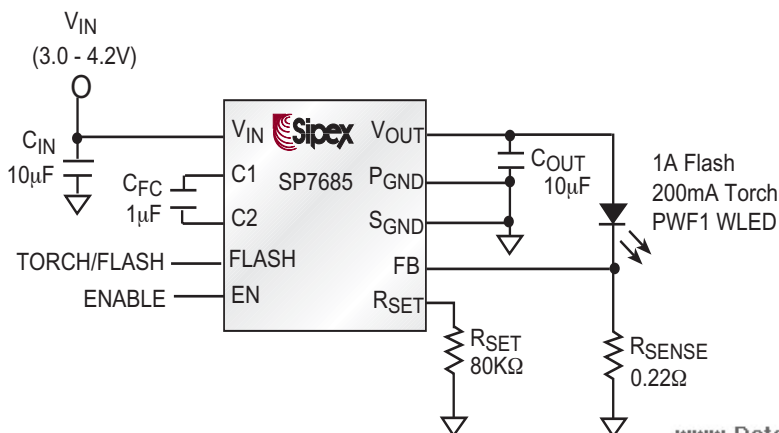 VIN
(3.0 - 4.2V)
CIN
10μF
CFC
1μF
VIN
Sipex
VOUT
C1
SP7685
PGND
C2
SGND
TORCH/FLASH
FLASH
FB
ENABLE
EN
RSET
COUT
10μF
1A Flash
200mA Torch
PWF1 WLED
RSET
80KΩ
RSENSE
0.22Ω